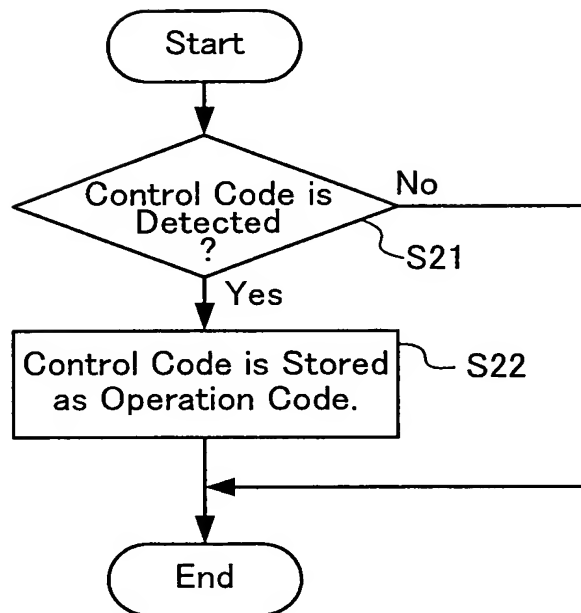 Start
Control Code is
Detected
?
No
S21
Yes
Control Code is Stored
as Operation Code.
S22
End